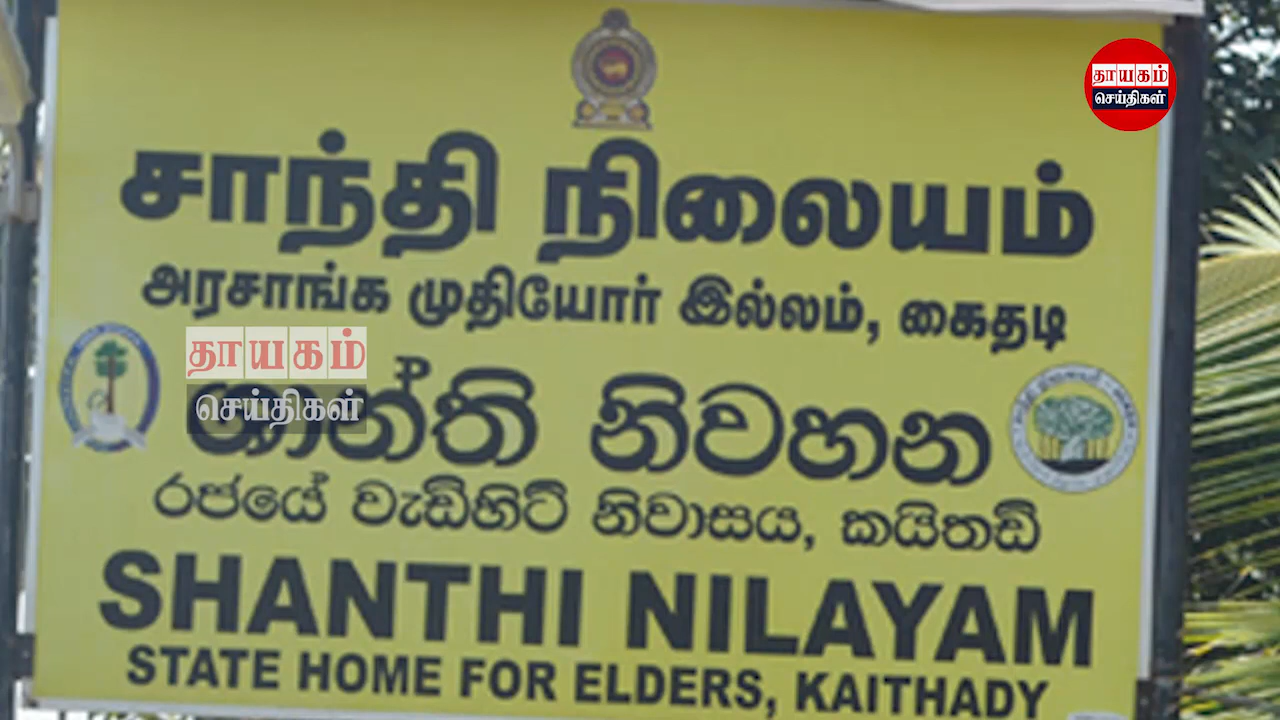 தாயகம்
செய்திகள்
சாந்தி நிலையம்
அரசாங்க முதியோர் இல்லம், கைதடி
தாயகம்
செய்திகள்
ශාන්ති නිවහන
රජයේ වැඩිහිටි නිවාසය, කයිතඩි
SHANTHI NILAYAM
STATE HOME FOR ELDERS, KAITHADY